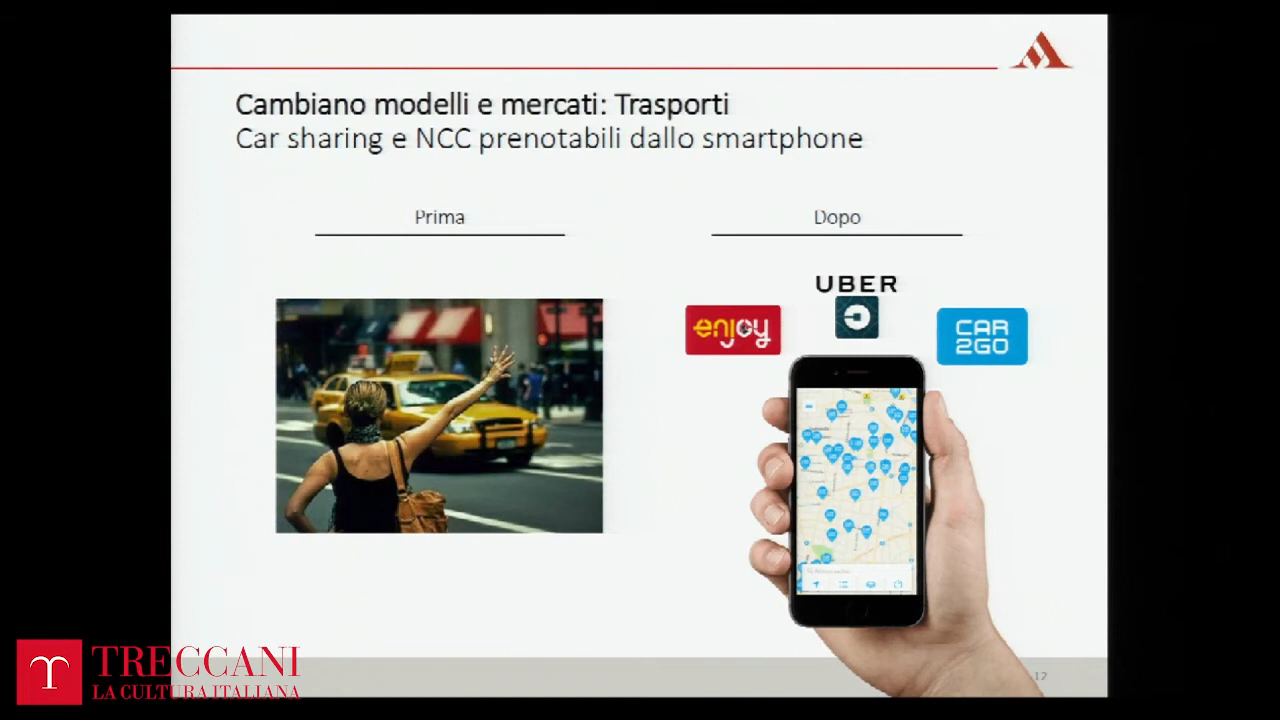 Cambiano modelli e mercati: Trasporti
Car sharing e NCC prenotabili dallo smartphone
Prima
Dopo
UBER
enjoy
CAR
2GO
12
TRECCANI
LA CULTURA ITALIANA